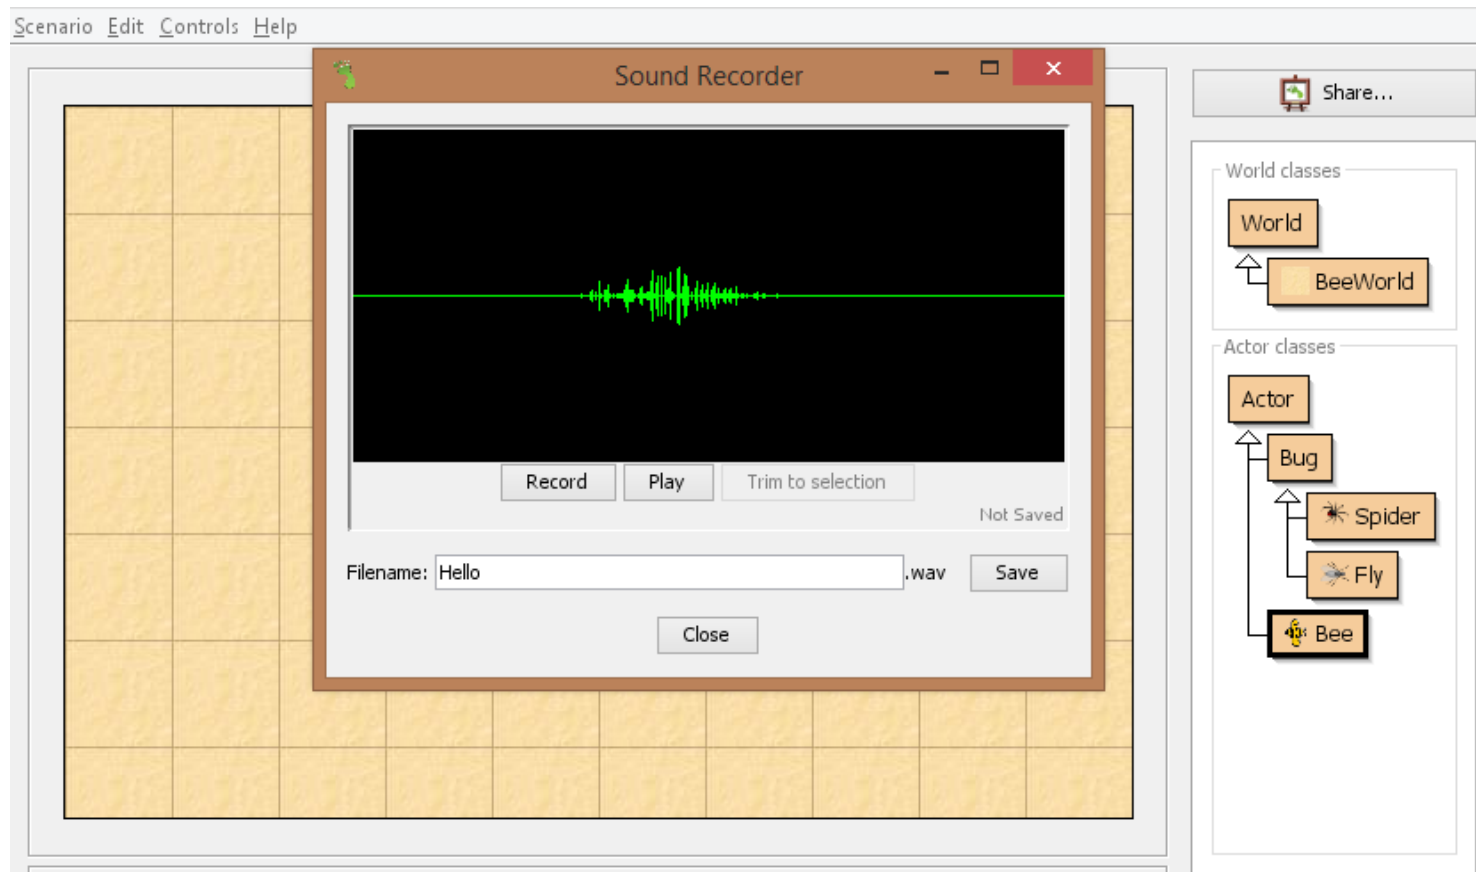 Scenario Edit Controls Help
Sound Recorder
Share...
World classes
World
BeeWorld
Actor classes
Actor
Bug
Spider
Fly
Bee
Record Play Trim to selection
Not Saved
Filename: Hello .wav Save
Close